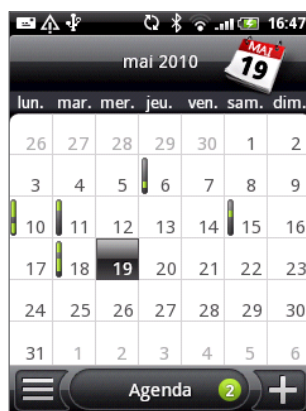 16:47
mai 2010
MAI
19
lun. mar. mer. jeu. ven. sam. dim.
26 27 28 29 30 1 2
3 4 5 6 7 8 9
10 11 12 13 14 15 16
17 18 19 20 21 22 23
24 25 26 27 28 29 30
31 1 2 3 4 5 6
Agenda 2